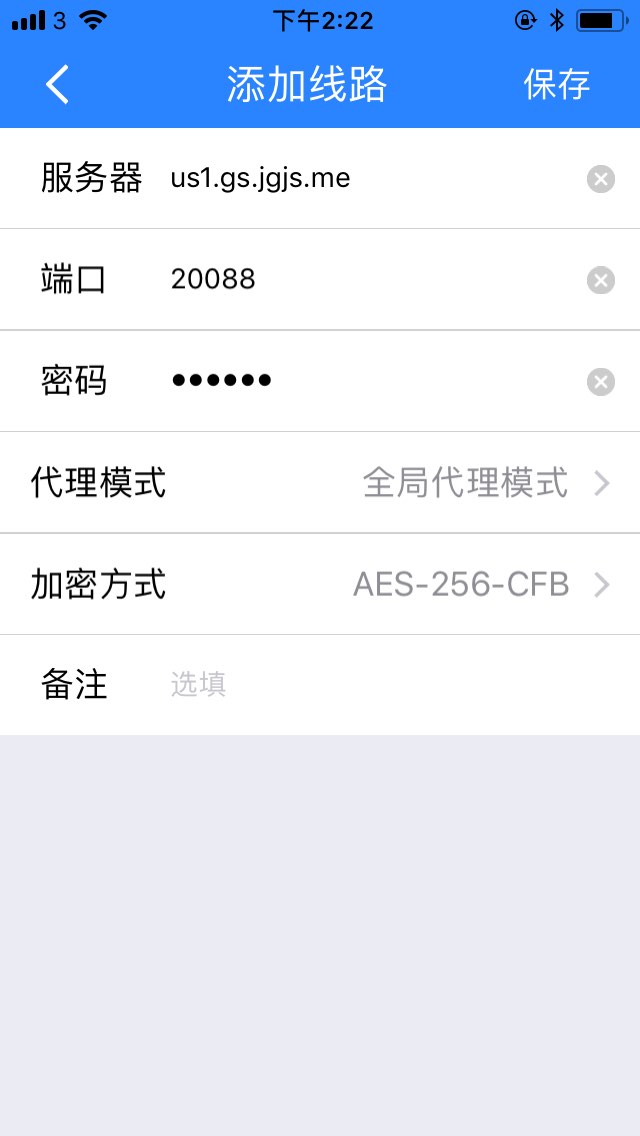 3 下午2:22
添加线路 保存
服务器 us1.gs.jgjs.me
端口 20088
密码 ••••••
代理模式 全局代理模式
加密方式 AES-256-CFB
备注 选填